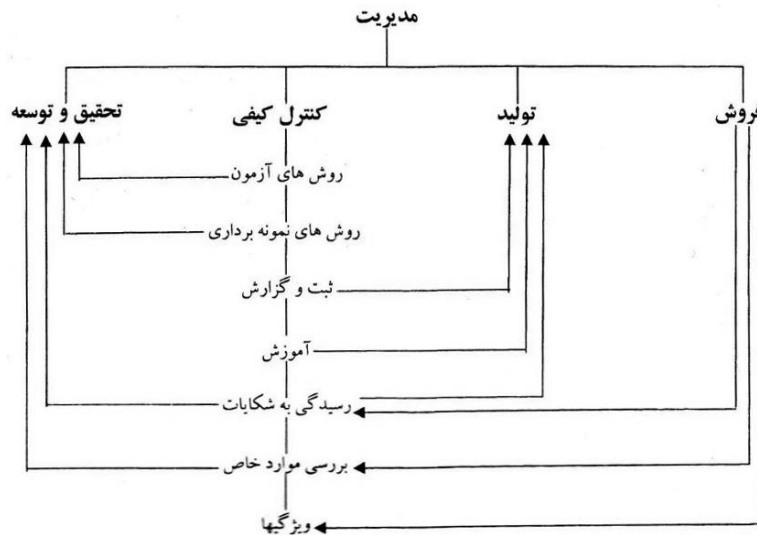 مدیریت
فروش
تولید
کنترل کیفی
تحقیق و توسعه
روش های آزمون
روش های نمونه برداری
ثبت و گزارش
آموزش
رسیدگی به شکایات
بررسی موارد خاص
ویژگیها